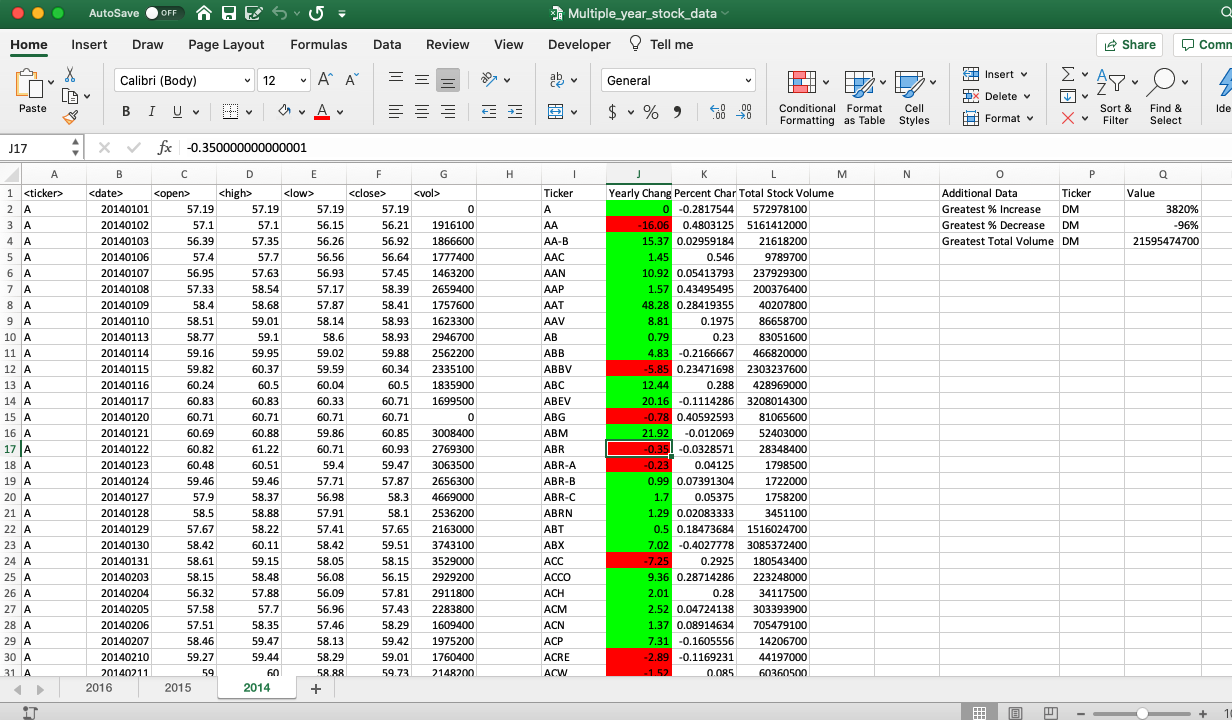 AutoSave OFF Multiple_year_stock_data
Home Insert Draw Page Layout Formulas Data Review View Developer Tell me Share Comm
Paste Calibri (Body) 12 A A ab General Conditional Formatting Format as Table Cell Styles Insert Delete Format Sort & Filter Find & Select Ide
B I U A $ %
J17 fx -0.350000000000001
A B C D E F G H I J K L M N O P Q
1 <ticker> <date> <open> <high> <low> <close> <vol> Ticker Yearly Chang Percent Char Total Stock Volume Additional Data Ticker Value
2 A 20140101 57.19 57.19 57.19 57.19 0 A 0 -0.2817544 572978100 Greatest % Increase DM 3820%
3 A 20140102 57.1 57.1 56.15 56.21 1916100 AA -16.06 0.4803125 5161412000 Greatest % Decrease DM -96%
4 A 20140103 56.39 57.35 56.26 56.92 1866600 AA-B 15.37 0.02959184 21618200 Greatest Total Volume DM 21595474700
5 A 20140106 57.4 57.7 56.56 56.64 1777400 AAC 1.45 0.546 9789700
6 A 20140107 56.95 57.63 56.93 57.45 1463200 AAN 10.92 0.05413793 237929300
7 A 20140108 57.33 58.54 57.17 58.39 2659400 AAP 1.57 0.43495495 200376400
8 A 20140109 58.4 58.68 57.87 58.41 1757600 AAT 48.28 0.28419355 40207800
9 A 20140110 58.51 59.01 58.14 58.93 1623300 AAV 8.81 0.1975 86658700
10 A 20140113 58.77 59.1 58.6 58.93 2946700 AB 0.79 0.23 83051600
11 A 20140114 59.16 59.95 59.02 59.88 2562200 ABB 4.83 -0.2166667 466820000
12 A 20140115 59.82 60.37 59.59 60.34 2335100 ABBV -5.85 0.23471698 2303237600
13 A 20140116 60.24 60.5 60.04 60.5 1835900 ABC 12.44 0.288 428969000
14 A 20140117 60.83 60.83 60.33 60.71 1699500 ABEV 20.16 -0.1114286 3208014300
15 A 20140120 60.71 60.71 60.71 60.71 0 ABG -0.78 0.40592593 81065600
16 A 20140121 60.69 60.88 59.86 60.85 3008400 ABM 21.92 -0.012069 52403000
17 A 20140122 60.82 61.22 60.71 60.93 2769300 ABR -0.35 -0.0328571 28348400
18 A 20140123 60.48 60.51 59.4 59.47 3063500 ABR-A -0.23 0.04125 1798500
19 A 20140124 59.46 59.46 57.71 57.87 2656300 ABR-B 0.99 0.07391304 1722000
20 A 20140127 57.9 58.37 56.98 58.3 4669000 ABR-C 1.7 0.05375 1758200
21 A 20140128 58.5 58.88 57.91 58.1 2536200 ABRN 1.29 0.02083333 3451100
22 A 20140129 57.67 58.22 57.41 57.65 2163000 ABT 0.5 0.18473684 1516024700
23 A 20140130 58.42 60.11 58.42 59.51 3743100 ABX 7.02 -0.4027778 3085372400
24 A 20140131 58.61 59.15 58.05 58.15 3529000 ACC -7.25 0.2925 180543400
25 A 20140203 58.15 58.48 56.08 56.15 2929200 ACCO 9.36 0.28714286 223248000
26 A 20140204 56.32 57.88 56.09 57.81 2911800 ACH 2.01 0.28 34117500
27 A 20140205 57.58 57.7 56.96 57.43 2283800 ACM 2.52 0.04724138 303393900
28 A 20140206 57.51 58.35 57.46 58.29 1609400 ACN 1.37 0.08914634 705479100
29 A 20140207 58.46 59.47 58.13 59.42 1975200 ACP 7.31 -0.1605556 14206700
30 A 20140210 59.27 59.44 58.29 59.01 1760400 ACRE -2.89 -0.1169231 44197000
31 A 20140211 59 60 58.88 59.73 2148200 ACW -1.52 0.085 60360500
2016 2015 2014